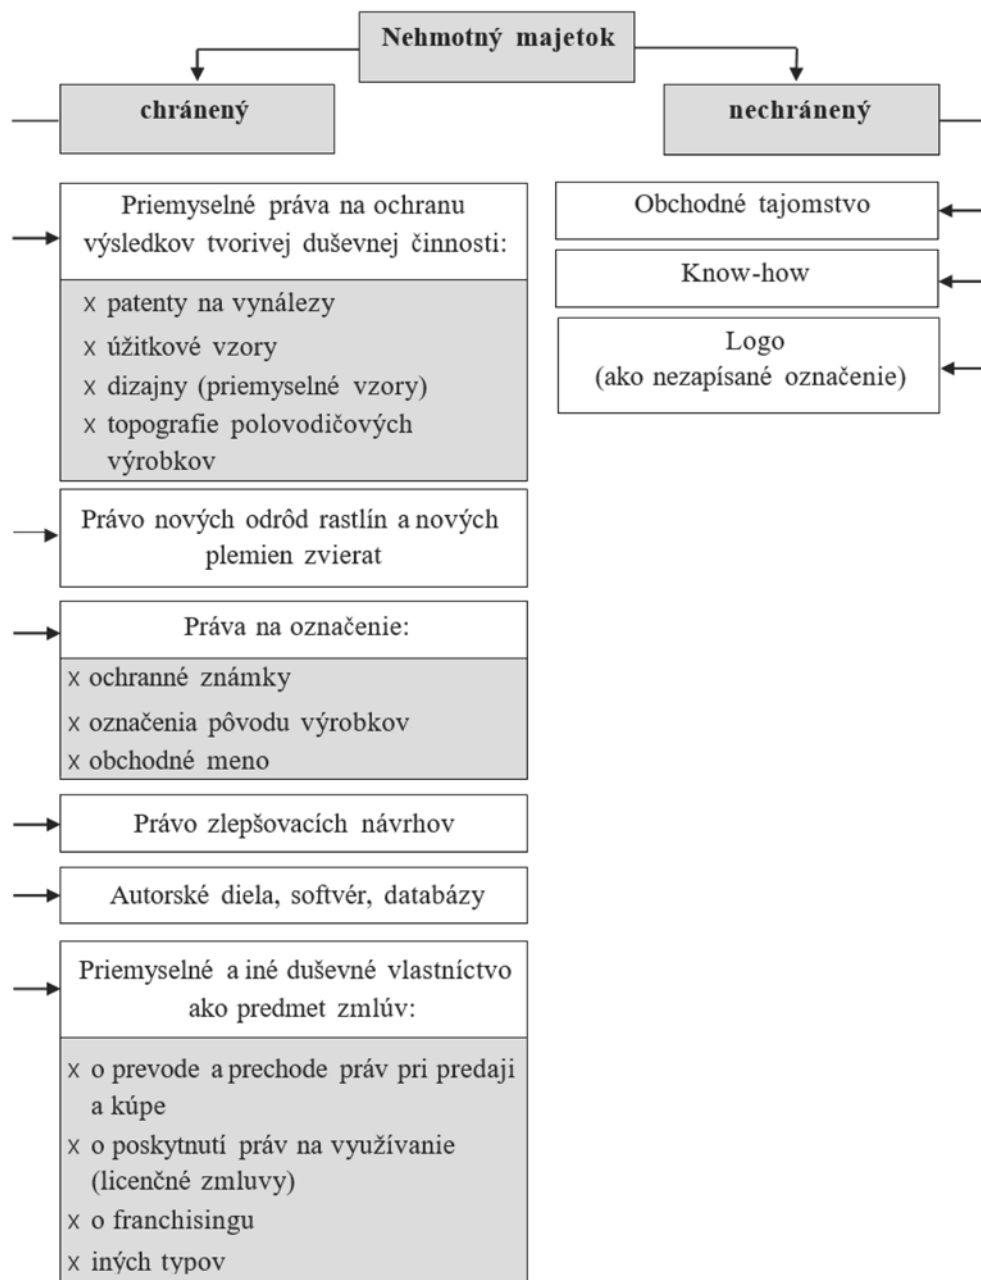 Nehmotný majetok
chránený
nechránený
Priemyselné práva na ochranu
výsledkov tvorivej duševnej činnosti:
x patenty na vynálezy
x úžitkové vzory
x dizajny (priemyselné vzory)
x topografie polovodičových
výrobkov
Právo nových odrôd rastlín a nových
plemien zvierat
Práva na označenie:
x ochranné známky
x označenia pôvodu výrobkov
x obchodné meno
Právo zlepšovacích návrhov
Autorské diela, softvér, databázy
Priemyselné a iné duševné vlastníctvo
ako predmet zmlúv:
x o prevode a prechode práv pri predaji
a kúpe
x o poskytnutí práv na využívanie
(licenčné zmluvy)
x o franchisingu
x iných typov
Obchodné tajomstvo
Know-how
Logo
(ako nezapísané označenie)